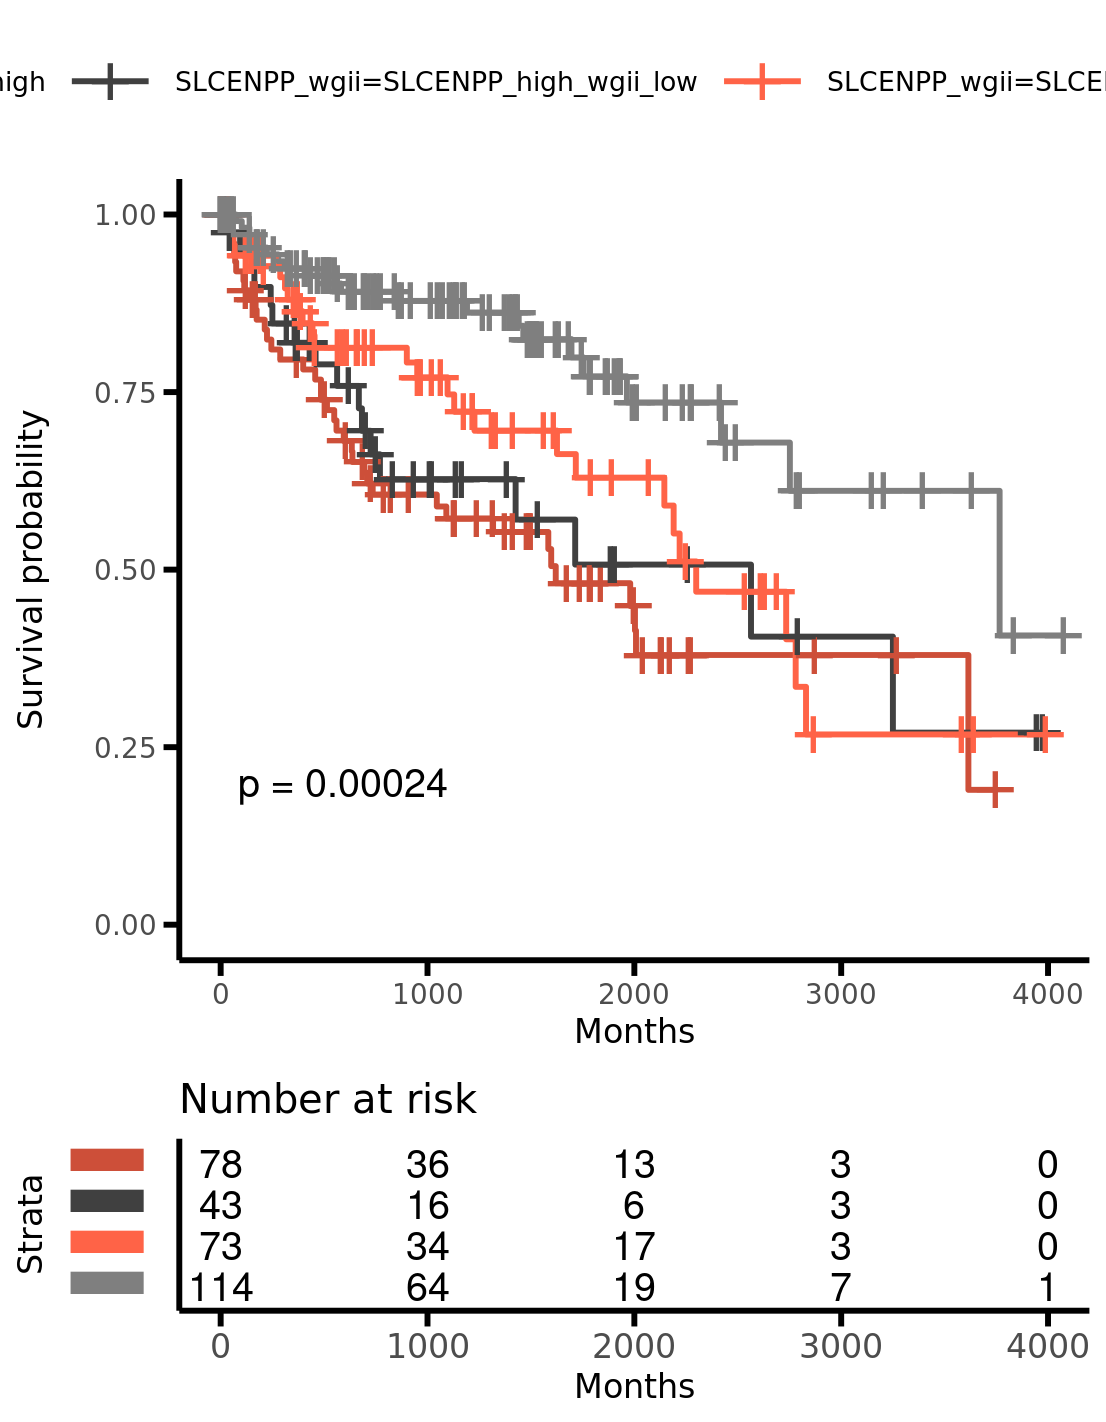 high SLCENPP_wgii=SLCENPP_high_wgii_low SLCENPP_wgii=SLCE
1.00
0.75
0.50
0.25
0.00
Survival probability
p = 0.00024
0 1000 2000 3000 4000
Months
Number at risk
Strata
78 36 13 3 0
43 16 6 3 0
73 34 17 3 0
114 64 19 7 1
0 1000 2000 3000 4000
Months